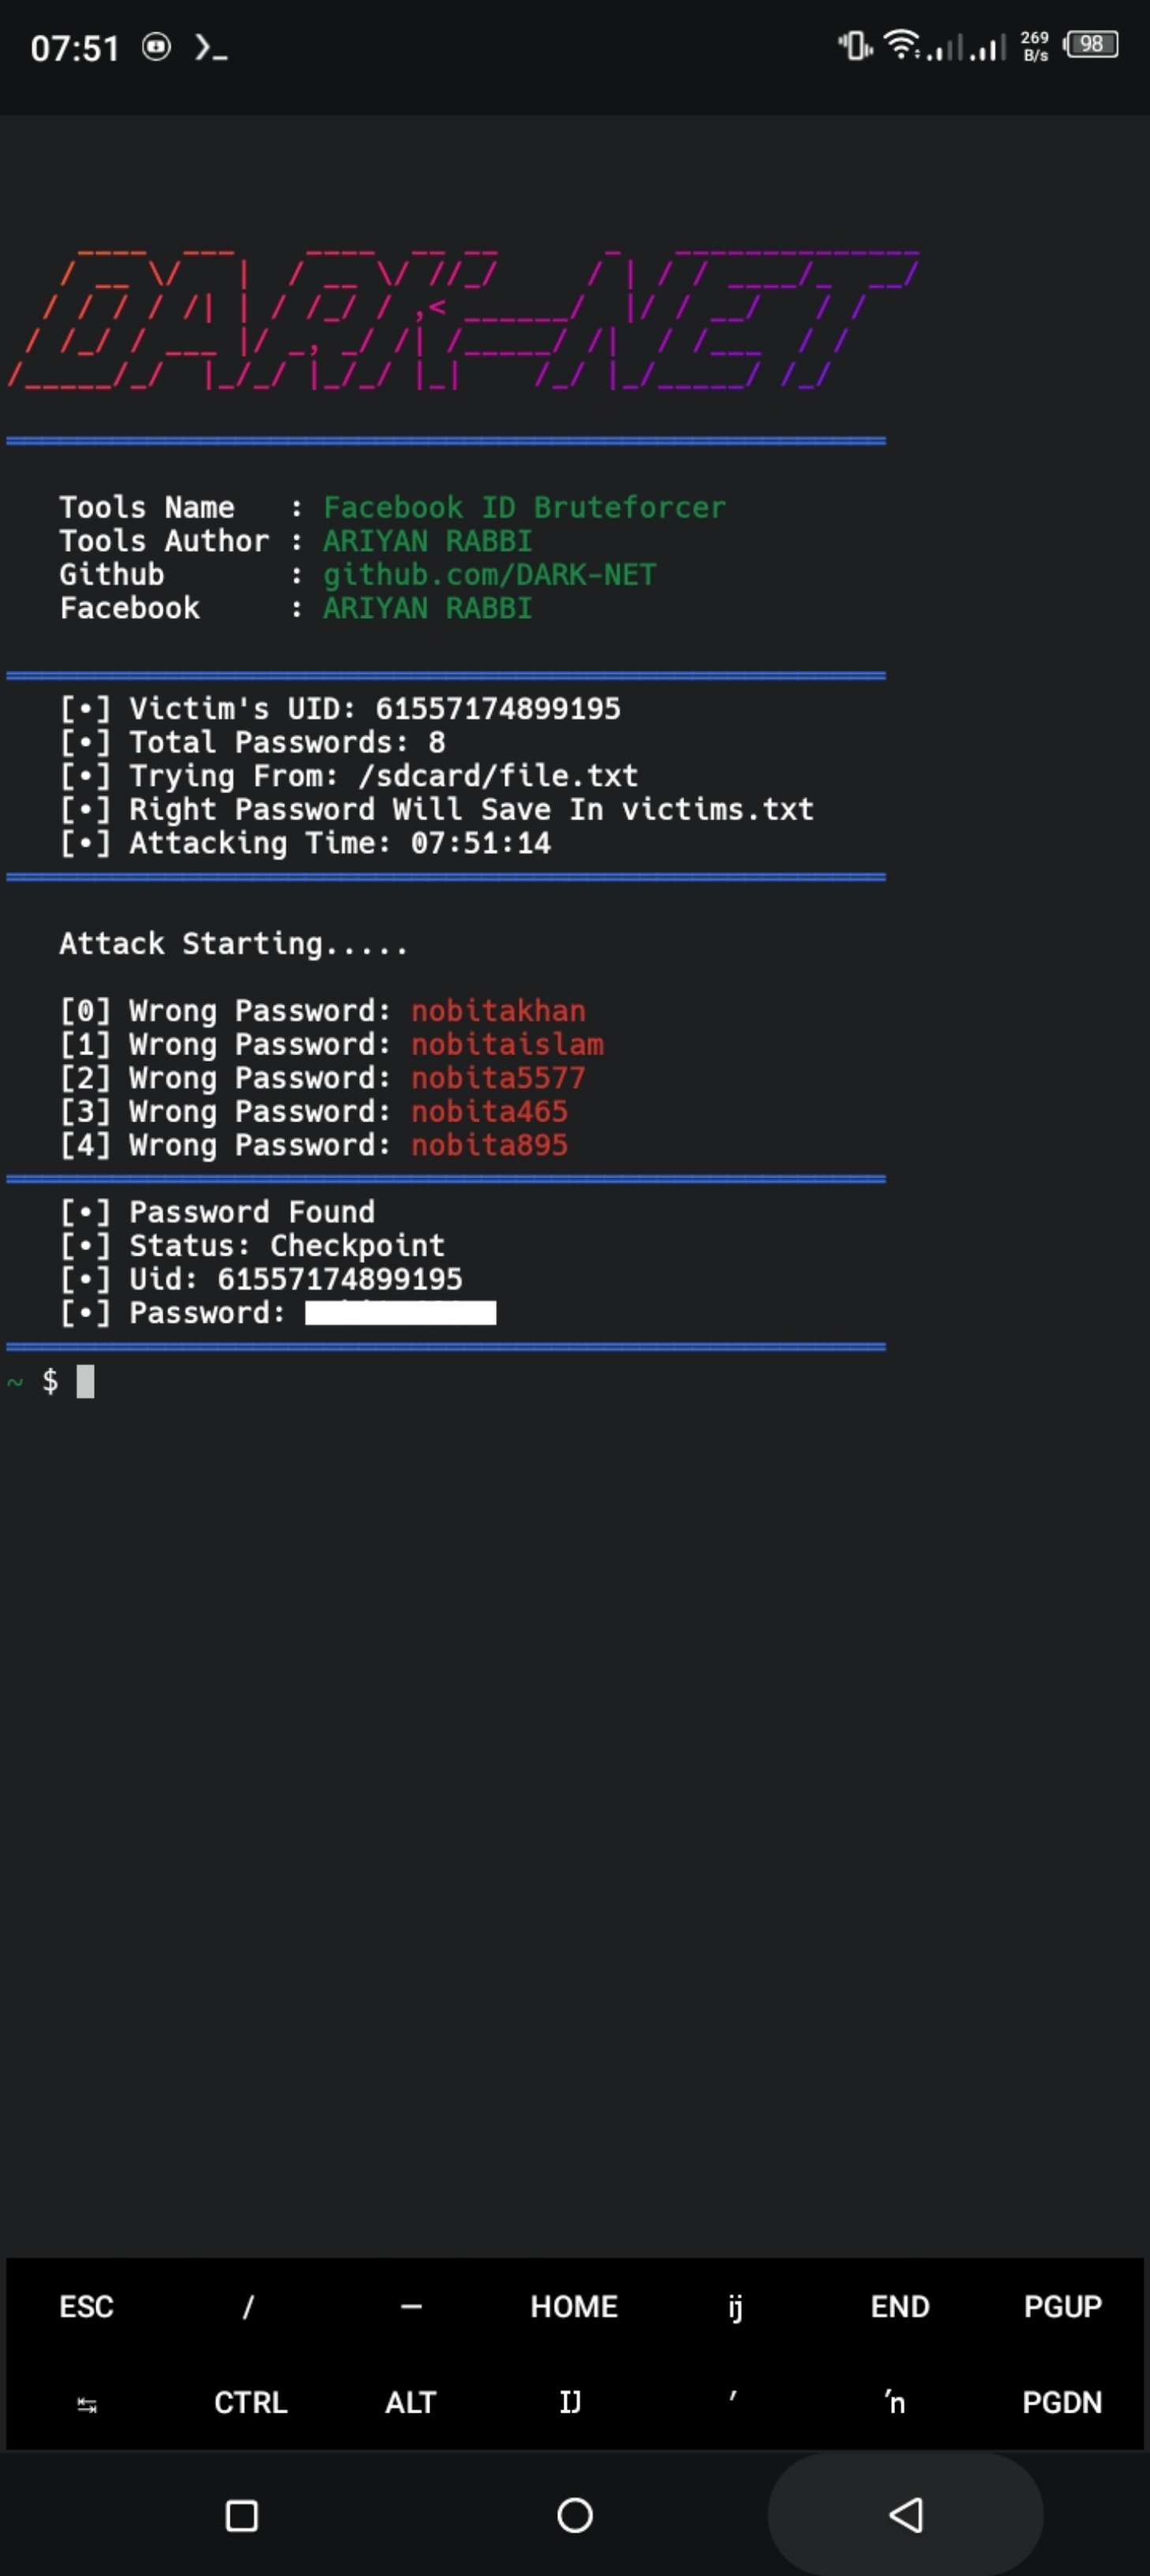 07:51
269 B/s 98
DARK-NET
Tools Name : Facebook ID Bruteforcer
Tools Author : ARIYAN RABBI
Github : github.com/DARK-NET
Facebook : ARIYAN RABBI
[•] Victim's UID: 61557174899195
[•] Total Passwords: 8
[•] Trying From: /sdcard/file.txt
[•] Right Password Will Save In victims.txt
[•] Attacking Time: 07:51:14
Attack Starting.....
[0] Wrong Password: nobitakhan
[1] Wrong Password: nobitaislam
[2] Wrong Password: nobita5577
[3] Wrong Password: nobita465
[4] Wrong Password: nobita895
[•] Password Found
[•] Status: Checkpoint
[•] Uid: 61557174899195
[•] Password:
~ $
ESC / — HOME ij END PGUP
CTRL ALT IJ ′ ŉ PGDN